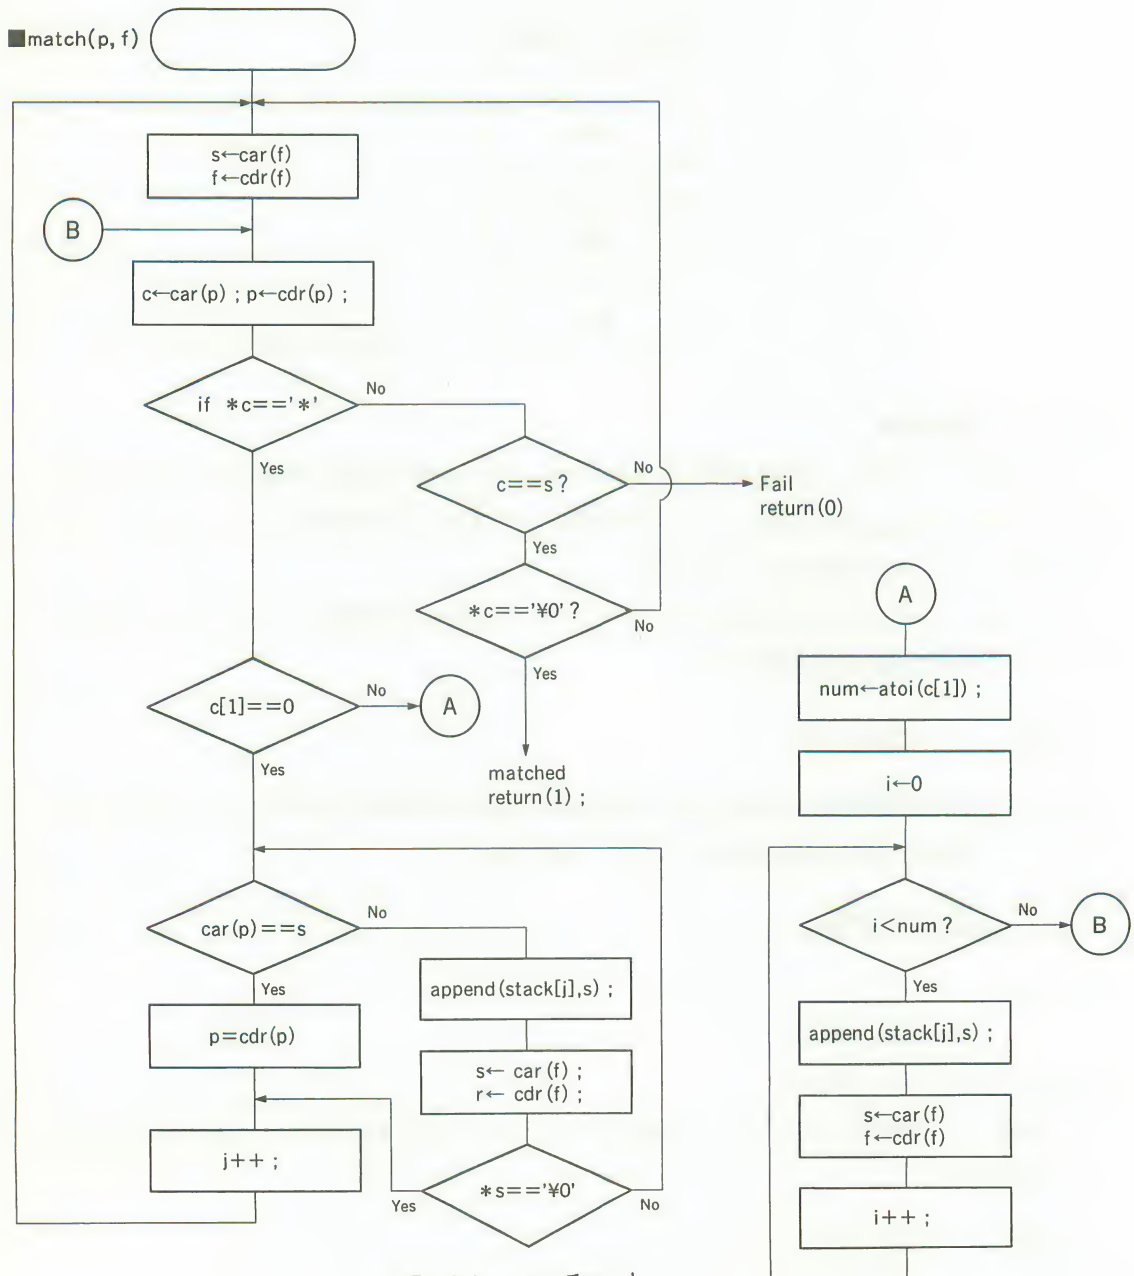 ■match(p, f)
s←car(f)
f←cdr(f)
B
c←car(p) ; p←cdr(p) ;
if *c=='*'
No
Yes
c==s?
No
Fail
return(0)
Yes
*c=='¥0'?
No
Yes
matched
return(1) ;
c[1]==0
No
A
Yes
car(p)==s
No
Yes
append(stack[j],s) ;
p=cdr(p)
s← car(f) ;
r← cdr(f) ;
j++ ;
*s=='¥0'
Yes
No
A
num←atoi(c[1]) ;
i←0
i<num?
No
B
Yes
append(stack[j],s) ;
s←car(f)
f←cdr(f)
i++ ;